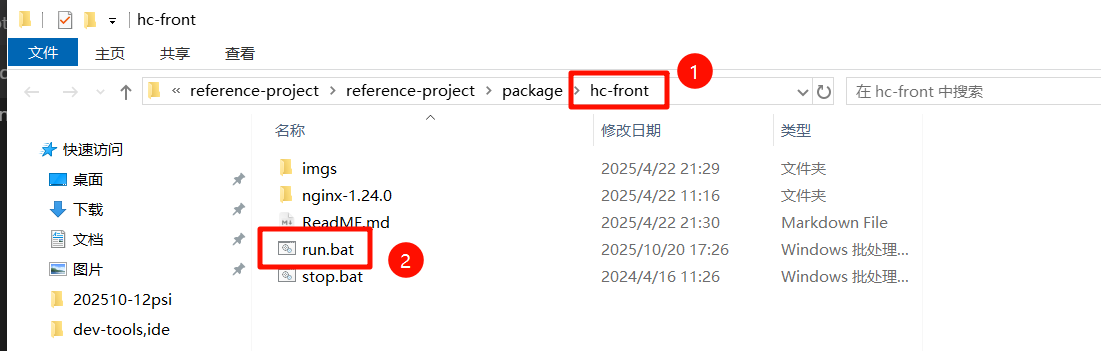 hc-front
文件 主页 共享 查看
« reference-project › reference-project › package › hc-front 在 hc-front 中搜索
1
名称 修改日期 类型
快速访问
桌面
下载
文档
图片
202510-12psi
dev-tools,ide
imgs 2025/4/22 21:29 文件夹
nginx-1.24.0 2025/4/22 11:16 文件夹
ReadME.md 2025/4/22 21:30 Markdown File
run.bat 2025/10/20 17:26 Windows 批处理...
2
stop.bat 2024/4/16 11:26 Windows 批处理...